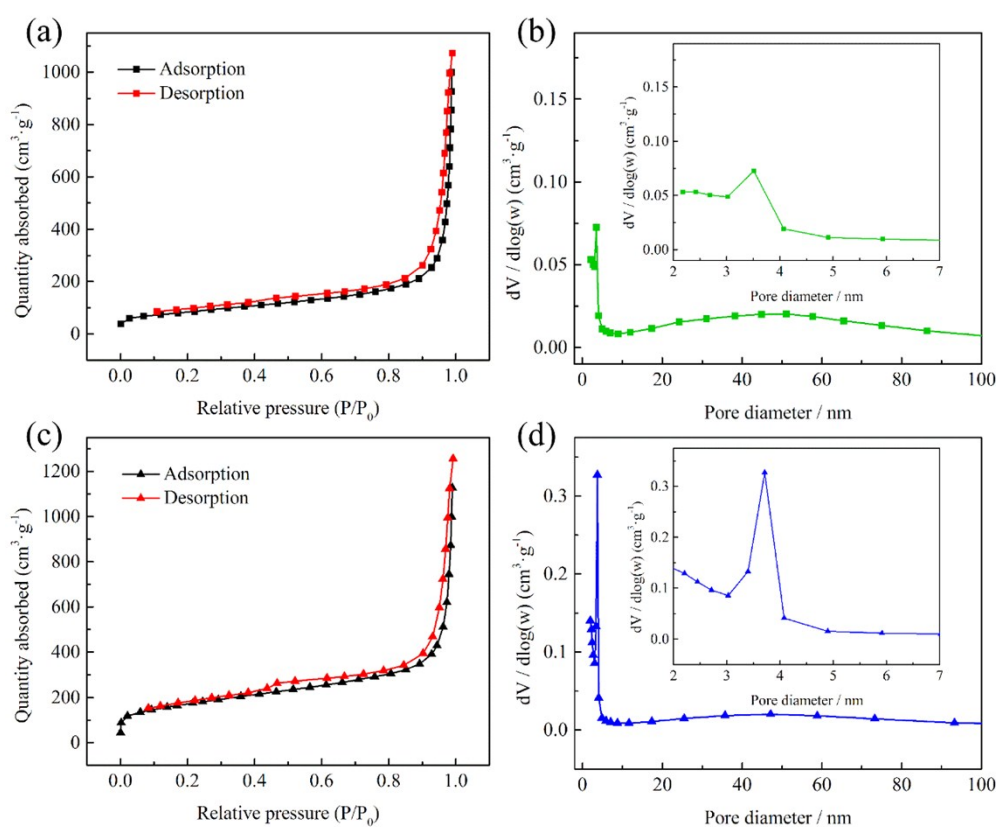 (a)
Adsorption
Desorption
1000
800
600
400
200
0
Quantity absorbed (cm³·g⁻¹)
0.0 0.2 0.4 0.6 0.8 1.0
Relative pressure (P/P₀)
(b)
0.15
0.10
0.05
0.00
dV / dlog(w) (cm³·g⁻¹)
0 20 40 60 80 100
Pore diameter / nm
0.15
0.10
0.05
0.00
dV / dlog(w) (cm²·g⁻¹)
2 3 4 5 6 7
Pore diameter / nm
(c)
Adsorption
Desorption
1200
1000
800
600
400
200
0
Quantity absorbed (cm³·g⁻¹)
0.0 0.2 0.4 0.6 0.8 1.0
Relative pressure (P/P₀)
(d)
0.3
0.2
0.1
0.0
dV / dlog(w) (cm³·g⁻¹)
0 20 40 60 80 100
Pore diameter / nm
0.3
0.2
0.1
0.0
dV / dlog(w) (cm³·g⁻¹)
2 3 4 5 6 7
Pore diameter / nm